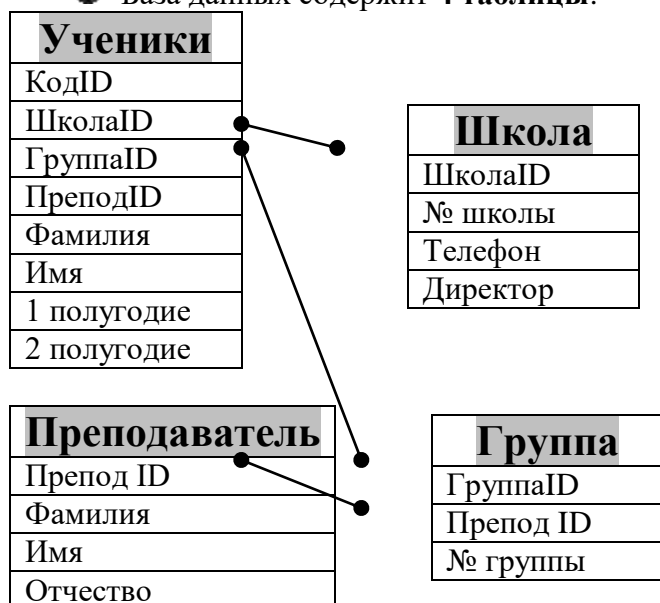 База данных содержит 4 таблицы:
Ученики
КодID
ШколаID
ГруппаID
ПреподID
Фамилия
Имя
1 полугодие
2 полугодие
Школа
ШколаID
№ школы
Телефон
Директор
Преподаватель
Препод ID
Фамилия
Имя
Отчество
Группа
ГруппаID
Препод ID
№ группы